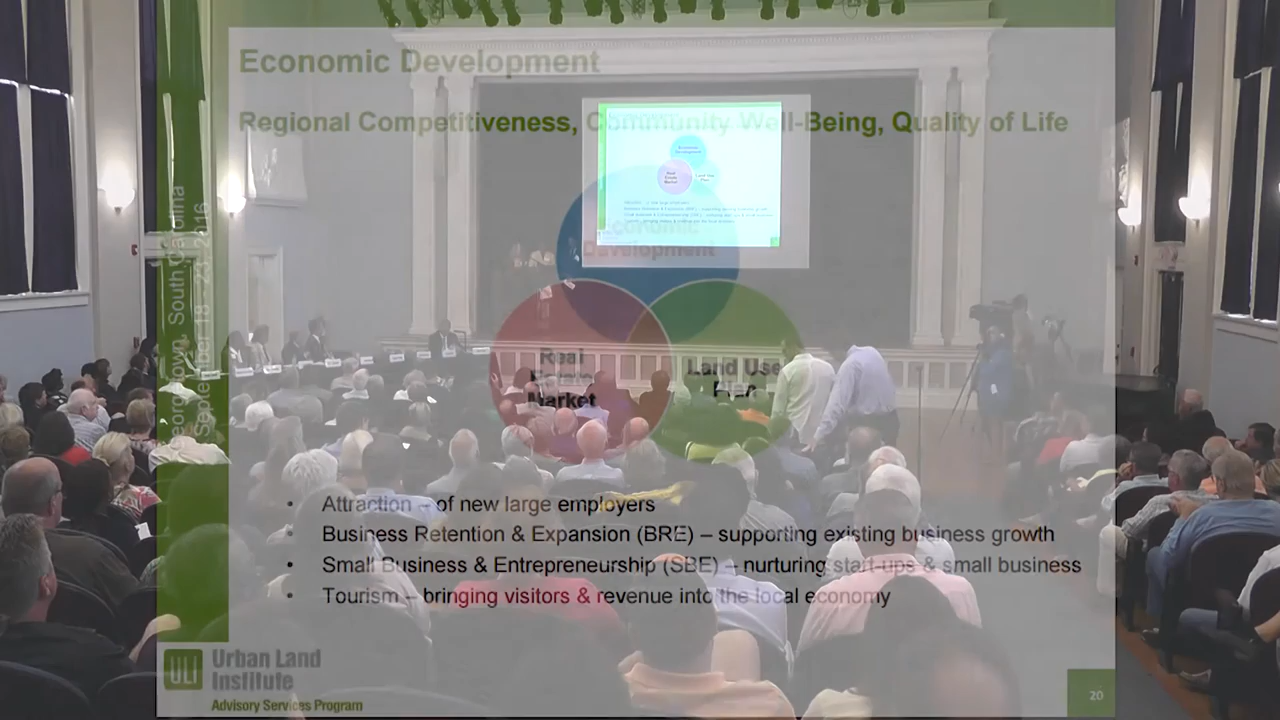 Economic Development
Regional Competitiveness, Community Well-Being, Quality of Life
Economic
Development
Real
Estate
Market
Land Use
Plan
• Attraction – of new large employers
Business Retention & Expansion (BRE) – supporting existing business growth
• Small Business & Entrepreneurship (SBE) – nurturing start-ups & small business
• Tourism – bringing visitors & revenue into the local economy
Georgetown, South Carolina
September 18 – 23, 2016
ULI Urban Land
Institute
Advisory Services Program
20